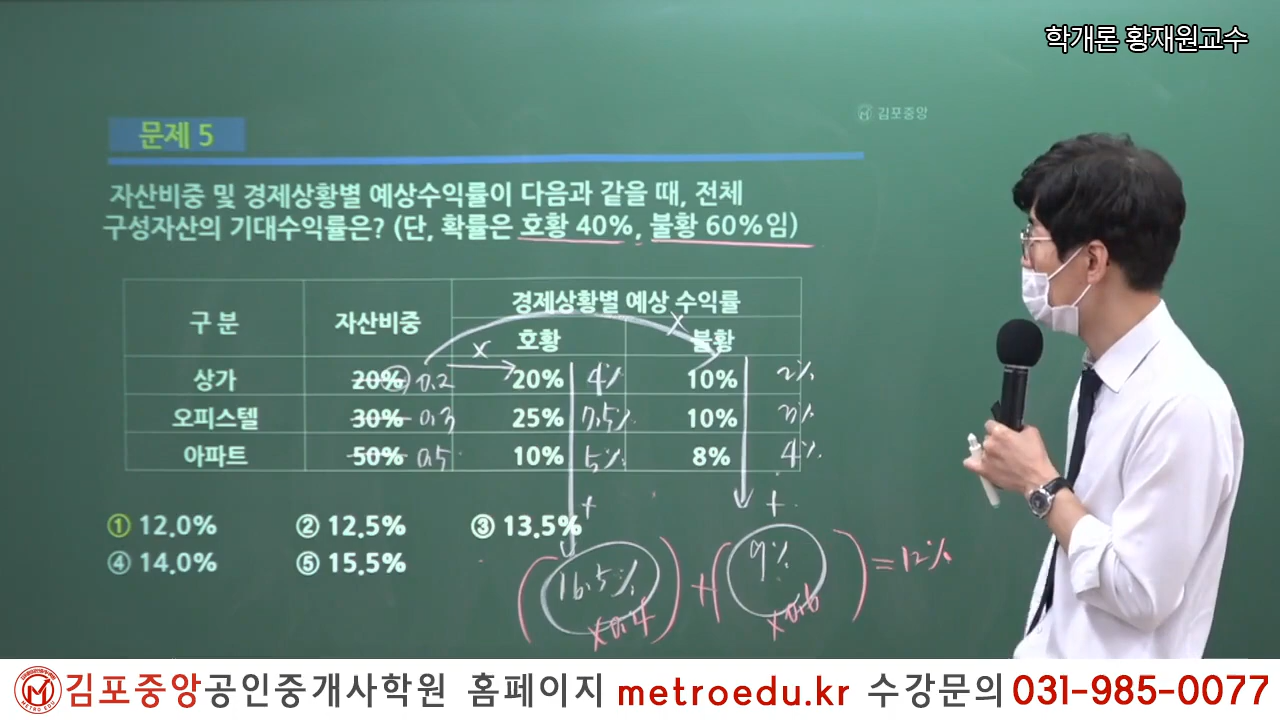 학개론 황재원교수
김포중앙
문제 5
자산비중 및 경제상황별 예상수익률이 다음과 같을 때, 전체
구성자산의 기대수익률은? (단, 확률은 호황 40%, 불황 60%임)
구 분 자산비중 경제상황별 예상 수익률
호황 불황
상가 20% 0.2 20% 4% 10% 2%
오피스텔 30% 0.3 25% 7.5% 10% 3%
아파트 50% 0.5 10% 5% 8% 4%
x x
+ +
① 12.0% ② 12.5% ③ 13.5%
④ 14.0% ⑤ 15.5%
(16.5% x0.4) + (9% x0.6) = 12%
김포중앙공인중개사학원 홈페이지 metroedu.kr 수강문의 031-985-0077
METRO EDU